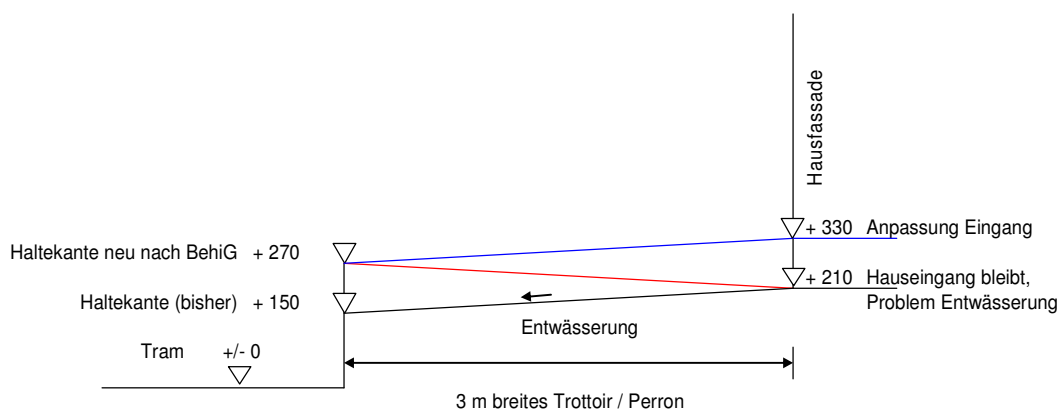 Hausfassade
+ 330 Anpassung Eingang
Haltekante neu nach BehiG + 270
+ 210 Hauseingang bleibt,
Problem Entwässerung
Haltekante (bisher) + 150
Entwässerung
Tram +/- 0
3 m breites Trottoir / Perron